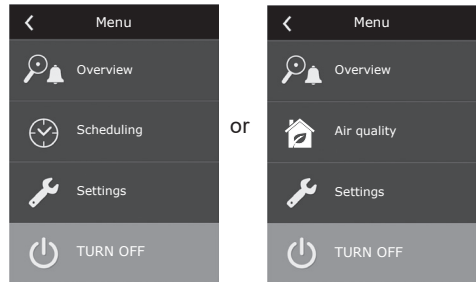 Menu
Overview
Scheduling
Settings
TURN OFF
or
Menu
Overview
Air quality
Settings
TURN OFF